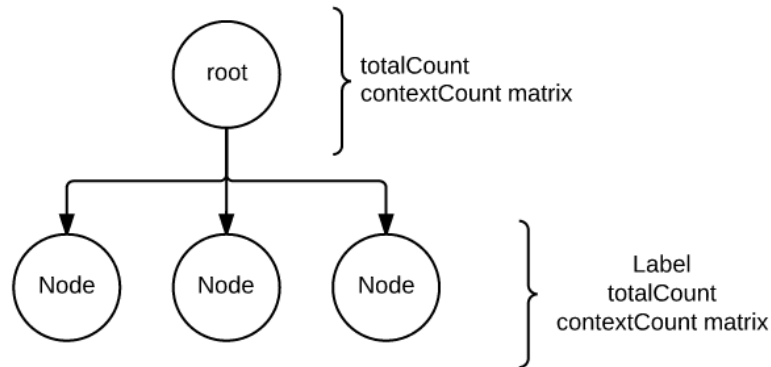 root
totalCount
contextCount matrix
Node
Node
Node
Label
totalCount
contextCount matrix